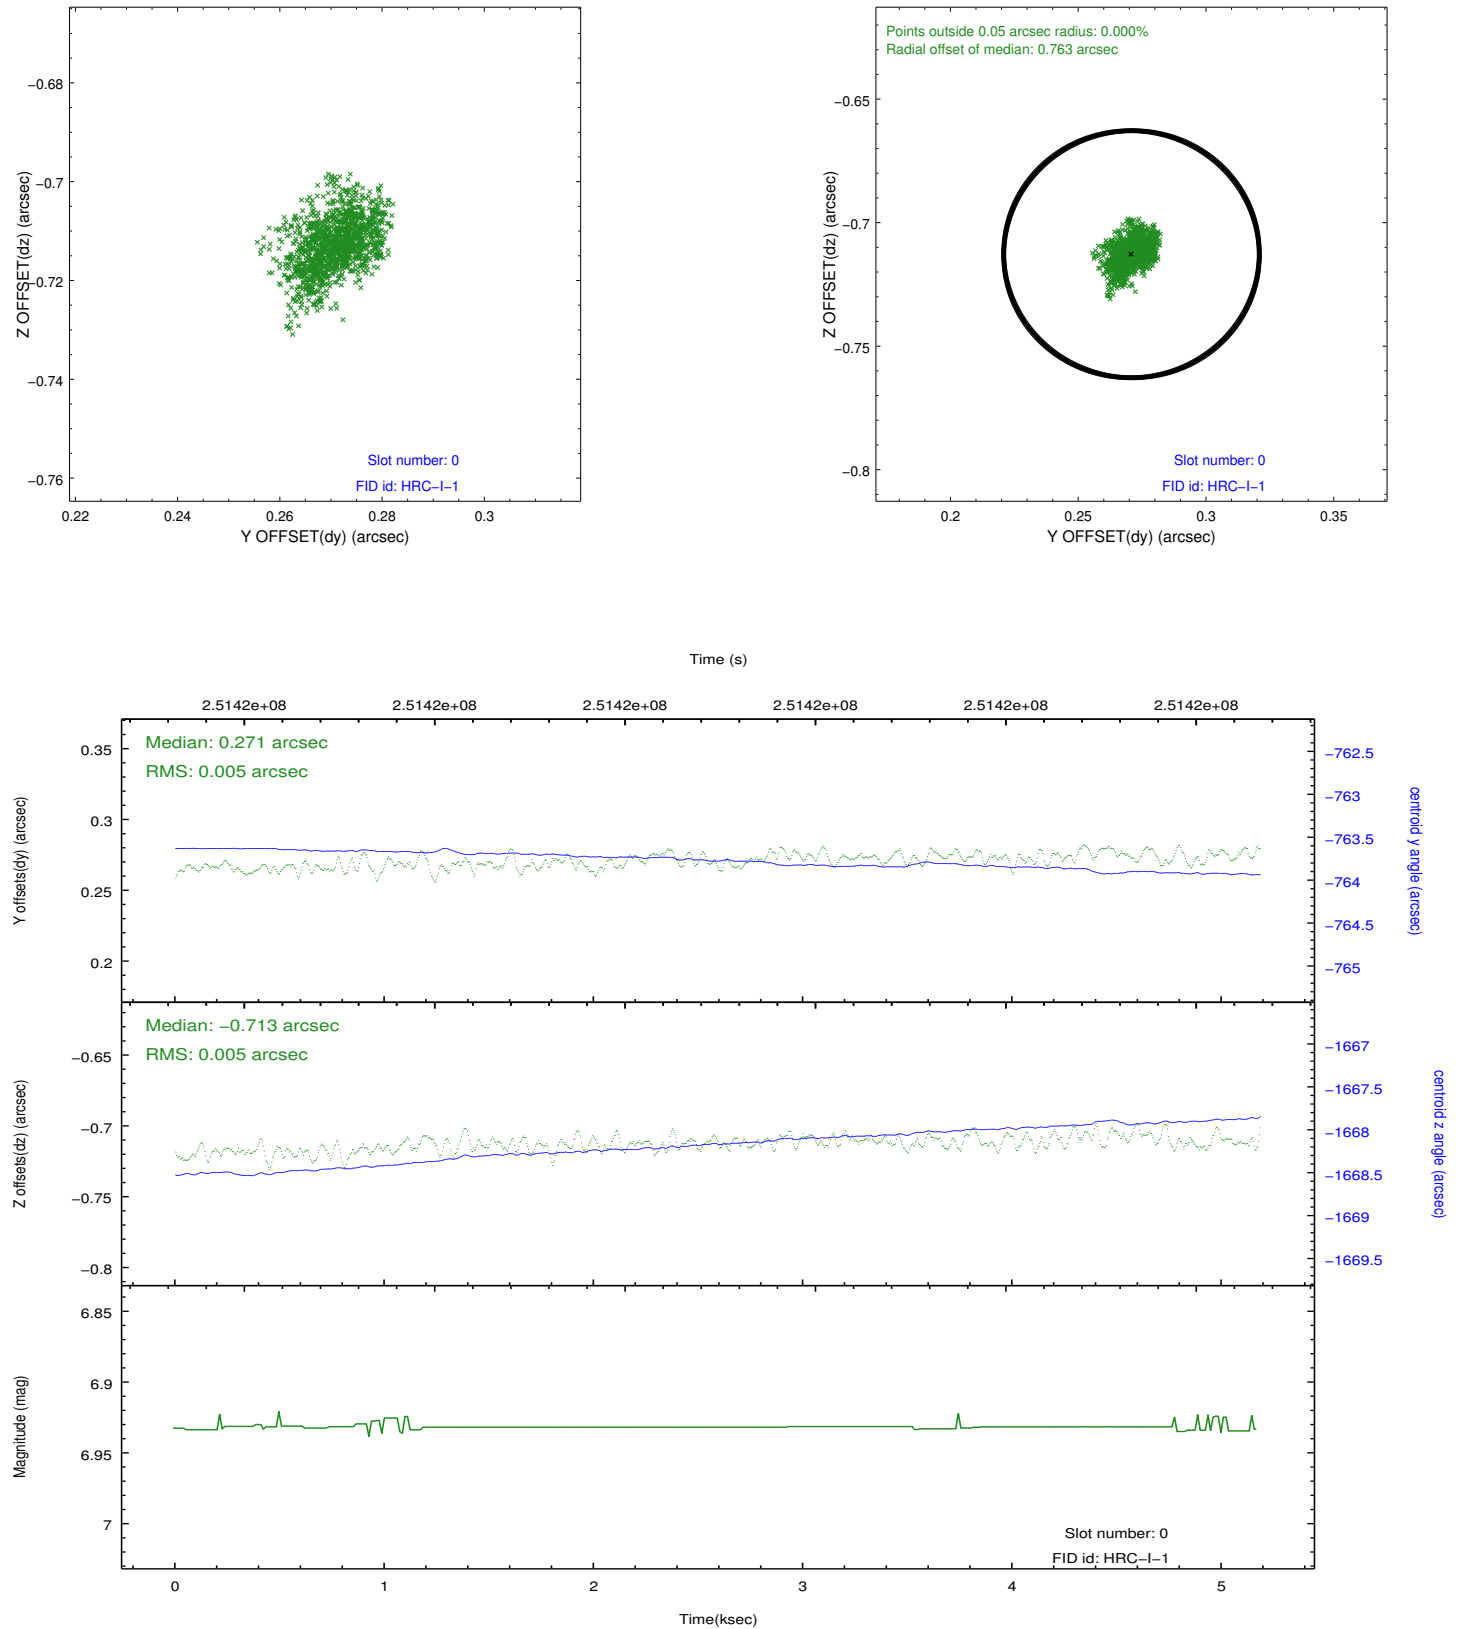 −0.68
−0.7
−0.72
−0.74
−0.76
Z OFFSET(dz) (arcsec)
Slot number: 0
FID id: HRC−I−1
0.22 0.24 0.26 0.28 0.3
Y OFFSET(dy) (arcsec)
Points outside 0.05 arcsec radius: 0.000%
Radial offset of median: 0.763 arcsec
−0.65
−0.7
−0.75
−0.8
Z OFFSET(dz) (arcsec)
Slot number: 0
FID id: HRC−I−1
0.2 0.25 0.3 0.35
Y OFFSET(dy) (arcsec)
Time (s)
2.5142e+08 2.5142e+08 2.5142e+08 2.5142e+08 2.5142e+08 2.5142e+08
Median: 0.271 arcsec
RMS: 0.005 arcsec
0.35
0.3
0.25
0.2
Y offsets(dy) (arcsec)
−762.5
−763
−763.5
−764
−764.5
−765
centroid y angle (arcsec)
Median: −0.713 arcsec
RMS: 0.005 arcsec
−0.65
−0.7
−0.75
−0.8
Z offsets(dz) (arcsec)
−1667
−1667.5
−1668
−1668.5
−1669
−1669.5
centroid z angle (arcsec)
6.85
6.9
6.95
7
Magnitude (mag)
Slot number: 0
FID id: HRC−I−1
0 1 2 3 4 5
Time(ksec)